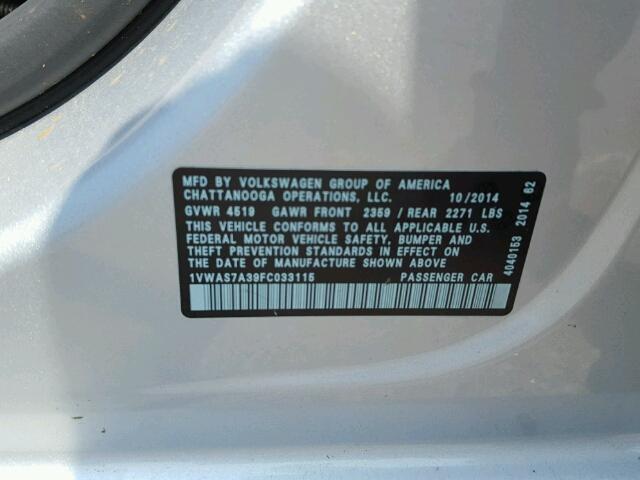 MFD. BY VOLKSWAGEN GROUP OF AMERICA
CHATTANOOGA OPERATIONS, LLC. 10/2014
GVWR 4519 GAWR FRONT 2359 / REAR 2271 LBS
THIS VEHICLE CONFORMS TO ALL APPLICABLE U.S.
FEDERAL MOTOR VEHICLE SAFETY, BUMPER AND
THEFT PREVENTION STANDARDS IN EFFECT ON
THE DATE OF MANUFACTURE SHOWN ABOVE
1VWAS7A39FC033115 PASSENGER CAR
4040153 2014 62